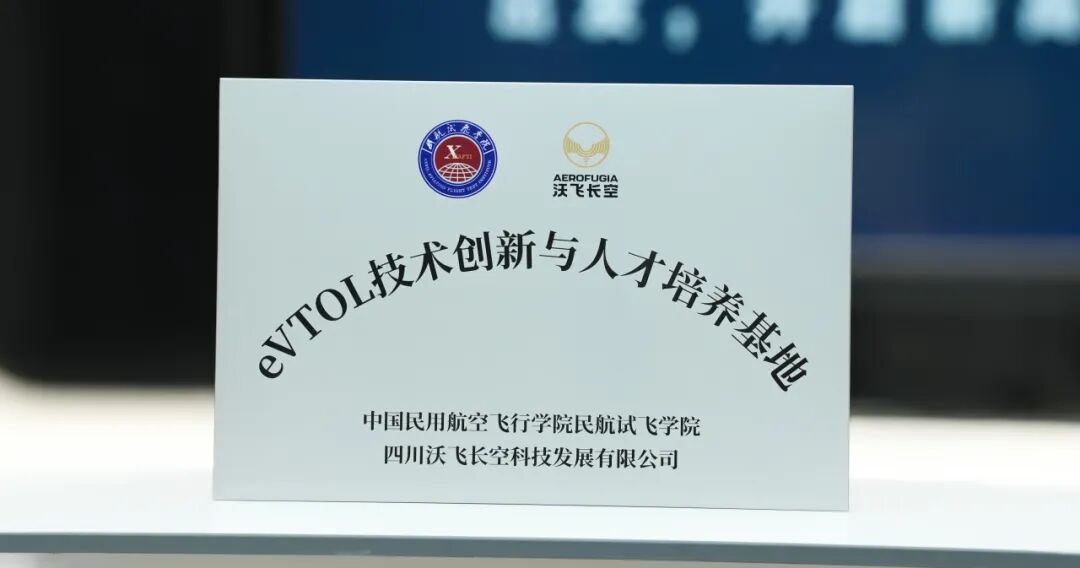 AEROFUGIA
沃飞长空
eVTOL技术创新与人才培养基地
中国民用航空飞行学院民航试飞学院
四川沃飞长空科技发展有限公司